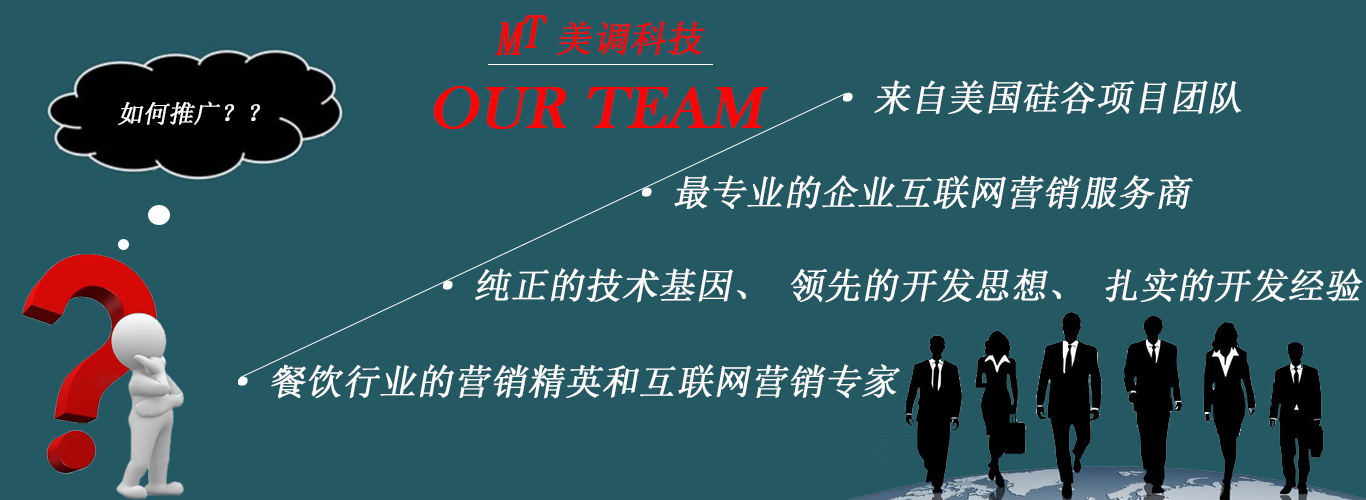 MT 美调科技
OUR TEAM
如何推广？？
来自美国硅谷项目团队
最专业的企业互联网营销服务商
纯正的技术基因、 领先的开发思想、 扎实的开发经验
餐饮行业的营销精英和互联网营销专家